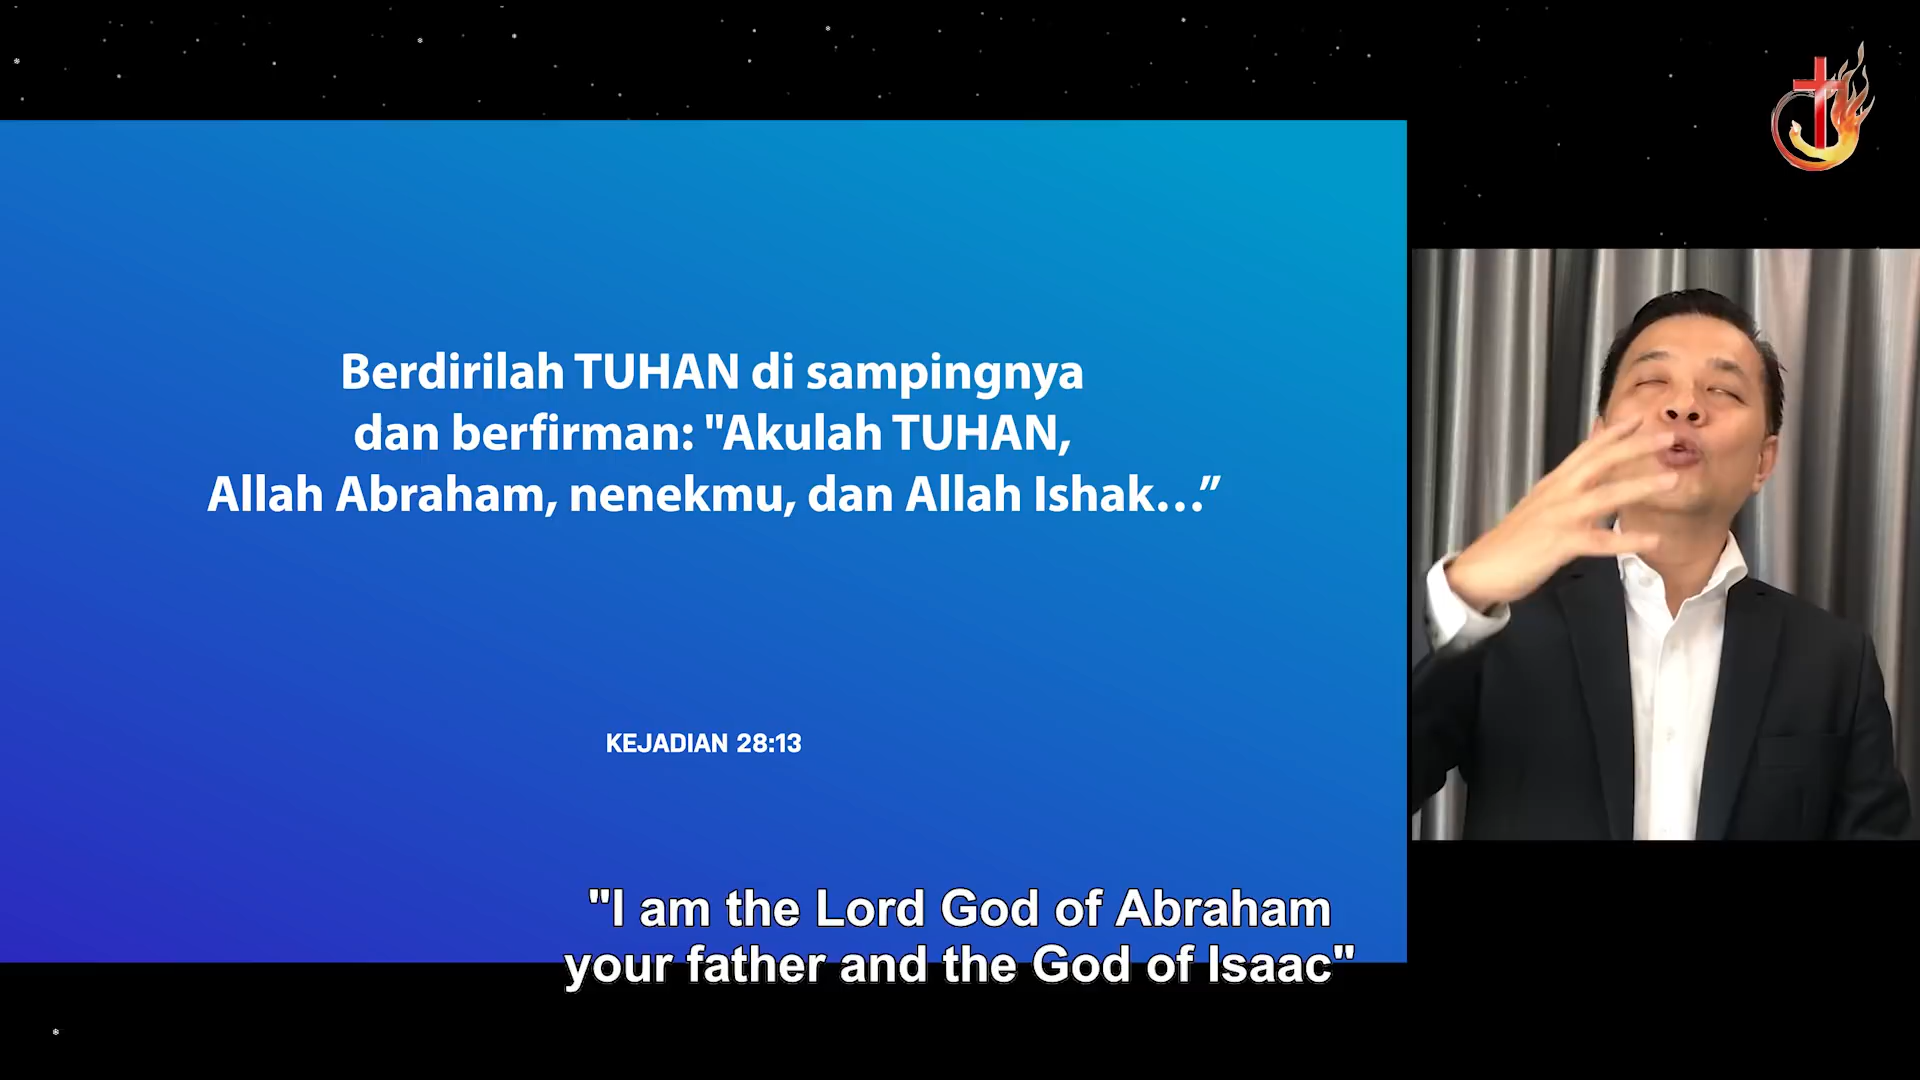 Berdirilah TUHAN di sampingnya
dan berfirman: "Akulah TUHAN,
Allah Abraham, nenekmu, dan Allah Ishak...”
KEJADIAN 28:13
"I am the Lord God of Abraham
your father and the God of Isaac"